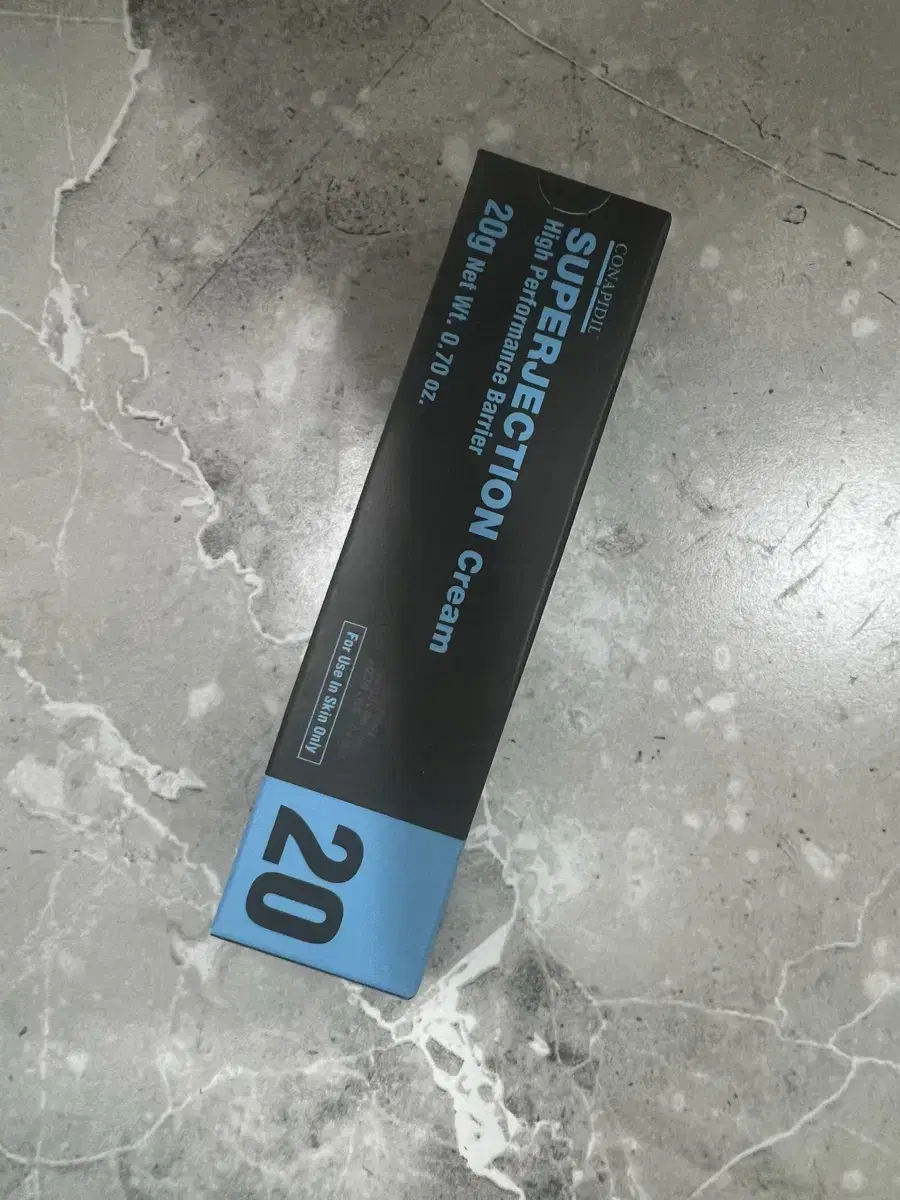 CONAPIDIL
SUPERJECTION Cream
High Performance Barrier
20g Net Wt. 0.70 oz.
For Use In Skin Only
20